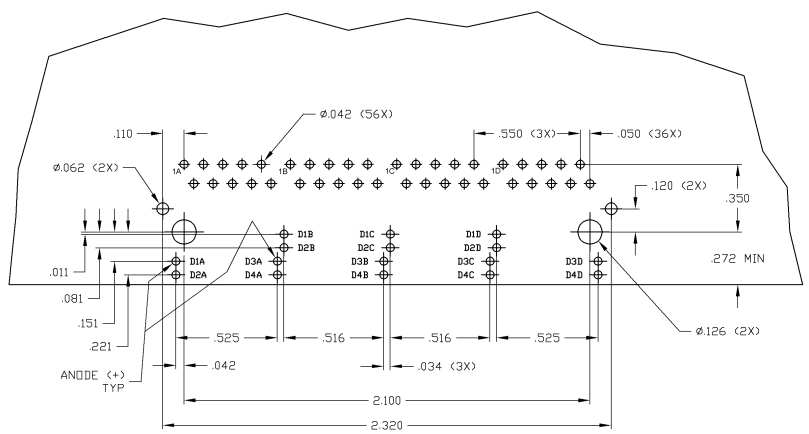 Ø.042 (56X)
.110
.550 (3X)
.050 (36X)
Ø.062 (2X)
1A
1B
1C
1D
.120 (2X)
.350
D1B
D1C
D1D
D2B
D2C
D2D
.272 MIN
D1A
D3A
D3B
D3C
D3D
.011
D2A
D4A
D4B
D4C
D4D
.081
.151
Ø.126 (2X)
.221
.525
.516
.516
.525
ANODE (+)
TYP
.042
.034 (3X)
2.100
2.320